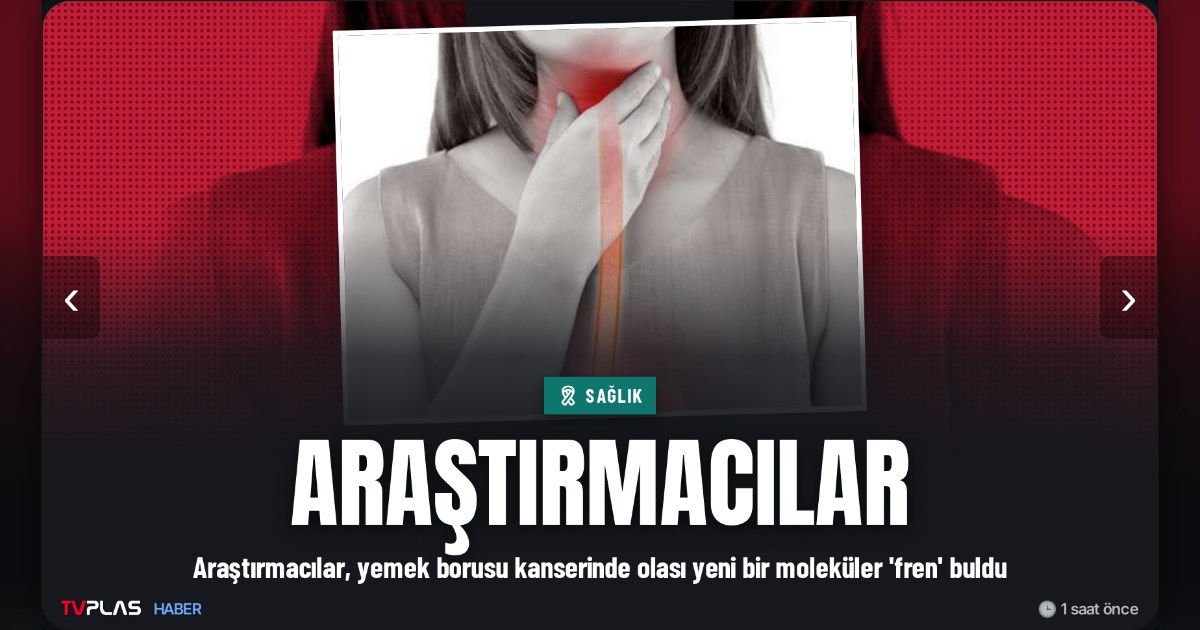 SAĞLIK
ARAŞTIRMACILAR
Araştırmacılar, yemek borusu kanserinde olası yeni bir moleküler 'fren' buldu
TVPLAS HABER
1 saat önce